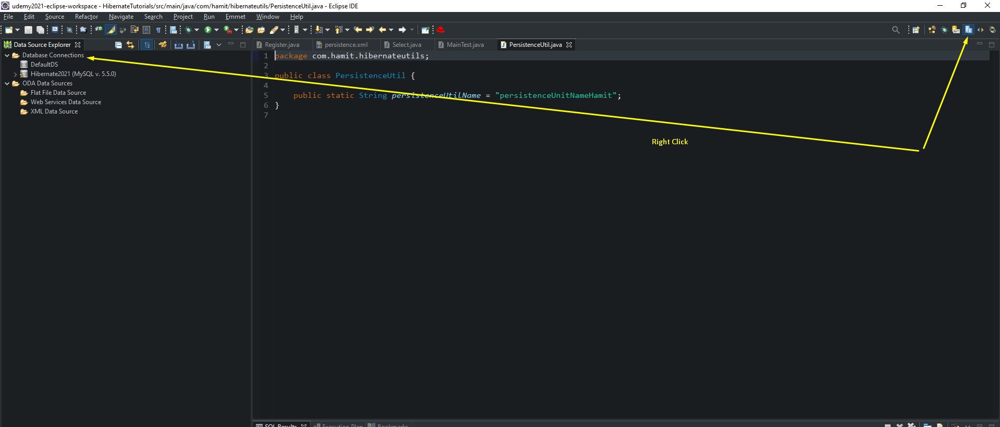 udemy2021-eclipse-workspace - HibernateTutorials/src/main/java/com/hamit/hibernateutils/PersistenceUtil.java - Eclipse IDE
File Edit Source Refactor Navigate Search Project Run Emmet Window Help
GIT
Data Source Explorer
Database Connections
DefaultDS
Hibernate2021 (MySQL v. 5.5.0)
ODA Data Sources
Flat File Data Source
Web Services Data Source
XML Data Source
Register.java persistence.xml Select.java MainTest.java PersistenceUtil.java
1 package com.hamit.hibernateutils;
2
3 public class PersistenceUtil {
4
5 public static String persistenceUtilName = "persistenceUnitNameHamit";
6 }
7
Right Click
SQL Results Execution Plan Bookmarks